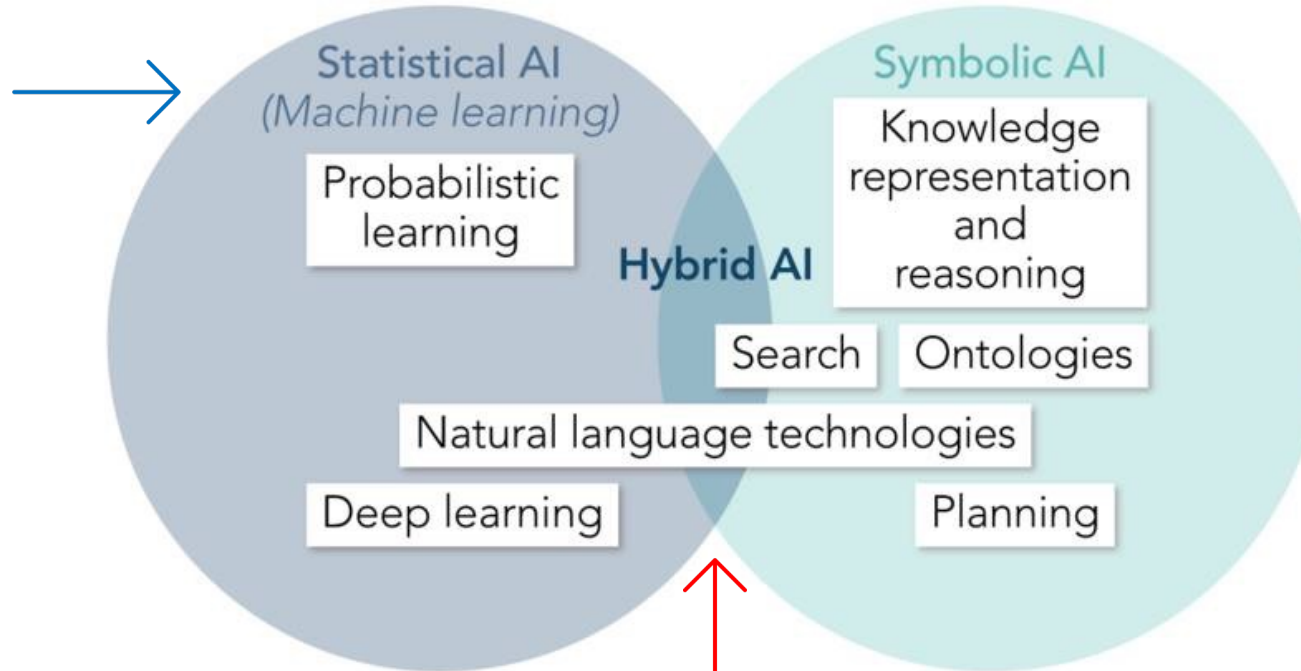 Statistical AI
(Machine learning)
Probabilistic
learning
Symbolic AI
Knowledge
representation
and
reasoning
Hybrid AI
Search
Ontologies
Natural language technologies
Deep learning
Planning